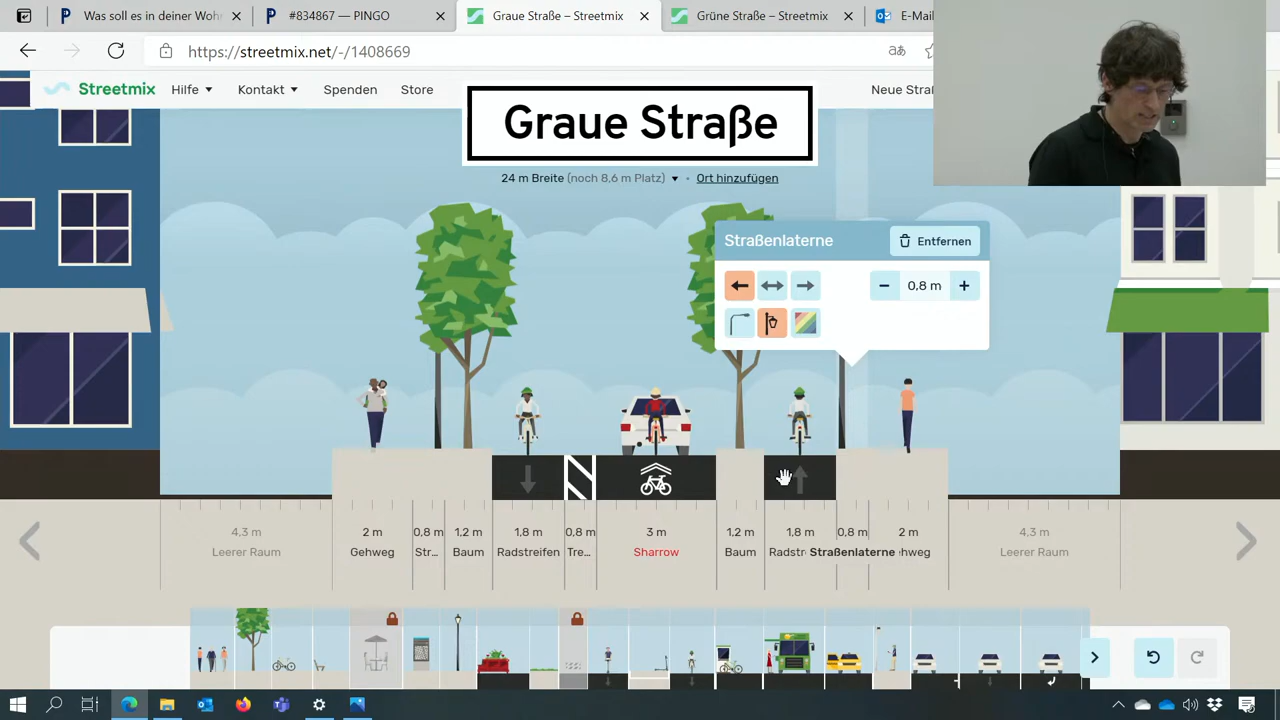 Was soll es in deiner Woh
#834867 – PINGO
Graue Straße – Streetmix
Grüne Straße – Streetmix
E-Mail
https://streetmix.net/-/1408669
Streetmix
Hilfe
Kontakt
Spenden
Store
Neue Straß
Graue Straße
24 m Breite (noch 8,6 m Platz)
Ort hinzufügen
Straßenlaterne
Entfernen
0,8 m
4,3 m
2 m
0,8 m
1,2 m
1,8 m
0,8 m
3 m
1,2 m
1,8 m
0,8 m
2 m
4,3 m
Leerer Raum
Gehweg
Str...
Baum
Radstreifen
Tre...
Sharrow
Baum
Radstr
Straßenlaterne
hweg
Leerer Raum